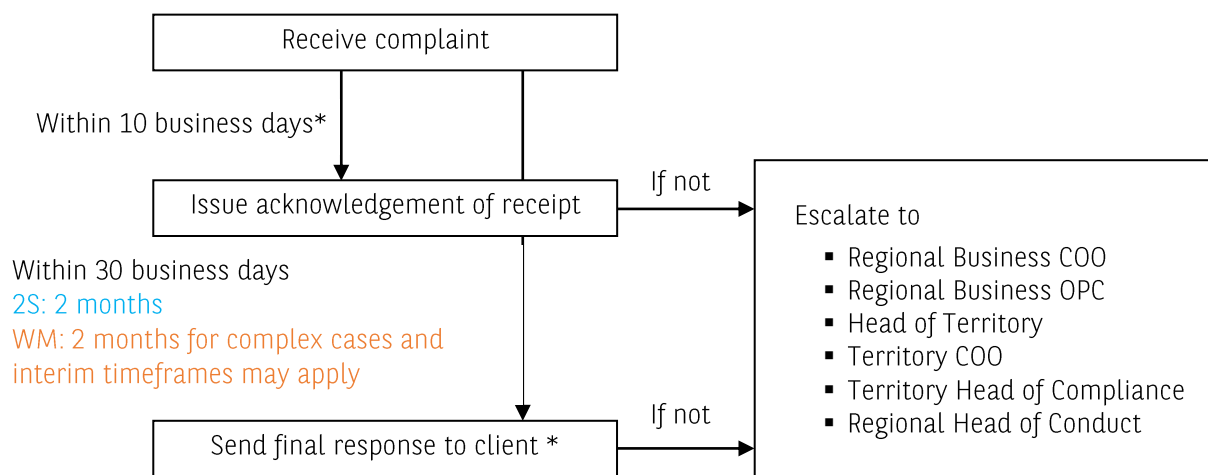 Receive complaint
Within 10 business days*
Issue acknowledgement of receipt
If not
Within 30 business days
2S: 2 months
WM: 2 months for complex cases and
interim timeframes may apply
Send final response to client *
If not
Escalate to
▪ Regional Business COO
▪ Regional Business OPC
▪ Head of Territory
▪ Territory COO
▪ Territory Head of Compliance
▪ Regional Head of Conduct